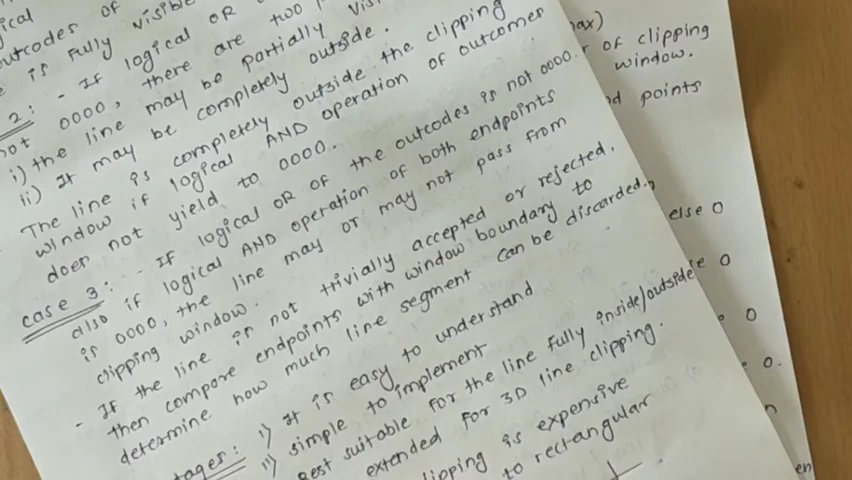 outcodes of
is fully visible
2 : - If logical OR
not 0000, there are two
i) the line may be partially
ii) It may be completely outside.
The line is completely outside the clipping
window if logical AND operation of outcomes
does not yield to 0000.
case 3 : - If logical OR of the outcodes is not 0000.
also if logical AND operation of both endpoints
is 0000, the line may or may not pass from
clipping window.
- If the line is not trivially accepted or rejected,
then compare endpoints with window boundary to
determine how much line segment can be discarded.
tages : i) It is easy to understand
ii) simple to implement
Best suitable for the line fully inside/outside
extended for 3D line clipping.
clipping is expensive
to rectangular
of clipping
window.
points
else 0
0
0
0.